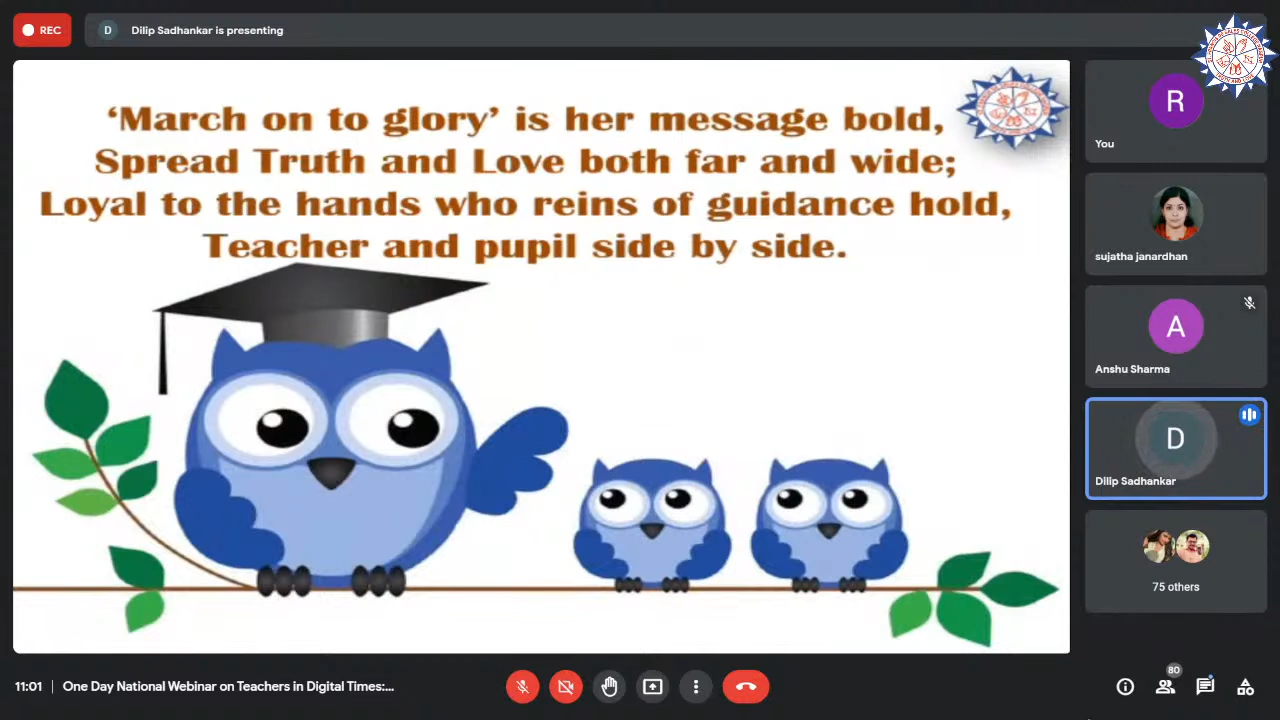 REC
D
Dilip Sadhankar is presenting
‘March on to glory’ is her message bold,
Spread Truth and Love both far and wide;
Loyal to the hands who reins of guidance hold,
Teacher and pupil side by side.
R
You
sujatha janardhan
A
Anshu Sharma
D
Dilip Sadhankar
75 others
11:01
One Day National Webinar on Teachers in Digital Times:...
80